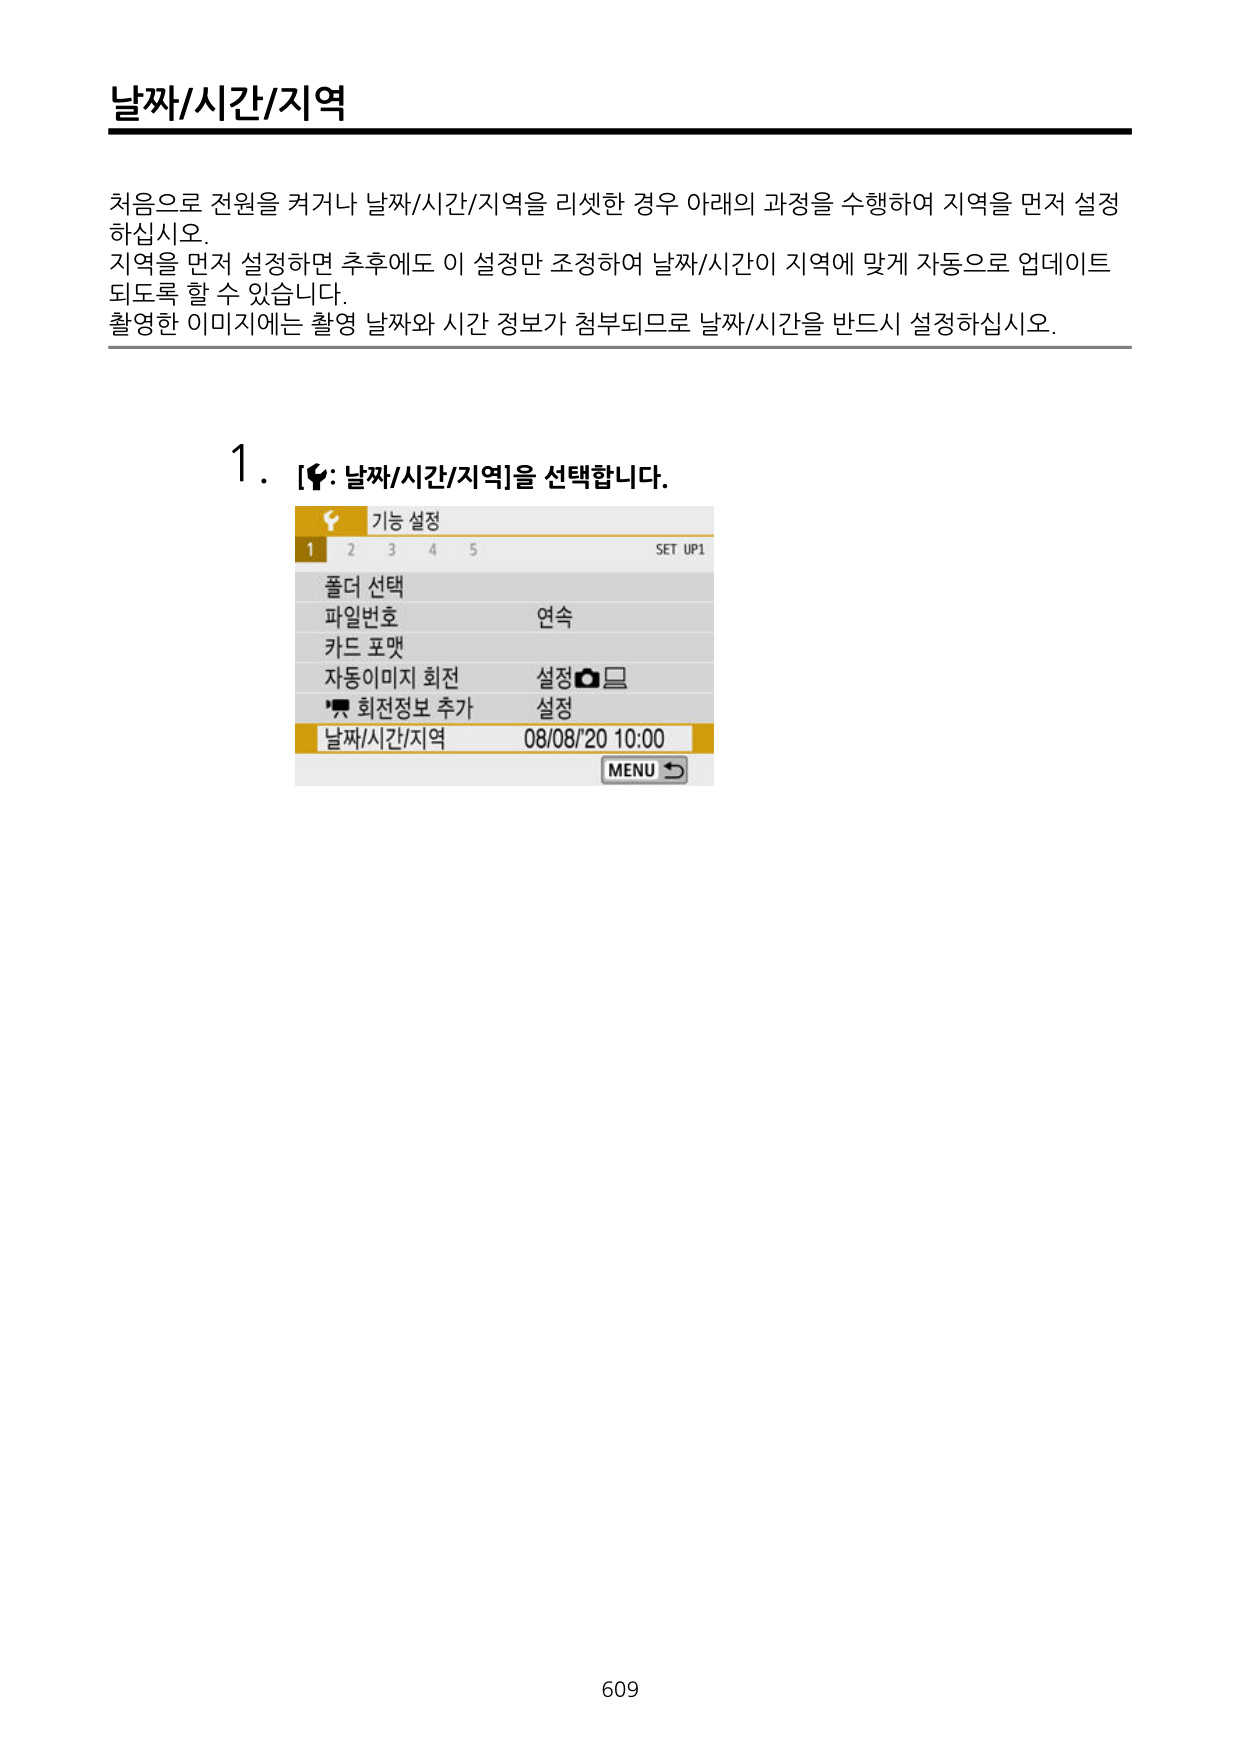 날짜/시간/지역
처음으로 전원을 켜거나 날짜/시간/지역을 리셋한 경우 아래의 과정을 수행하여 지역을 먼저 설정
하십시오.
지역을 먼저 설정하면 추후에도 이 설정만 조정하여 날짜/시간이 지역에 맞게 자동으로 업데이트
되도록 할 수 있습니다.
촬영한 이미지에는 촬영 날짜와 시간 정보가 첨부되므로 날짜/시간을 반드시 설정하십시오.
1. [: 날짜/시간/지역]을 선택합니다.
기능 설정
1 2 3 4 5 SET UP1
폴더 선택
파일번호 연속
카드 포맷
자동이미지 회전 설정
회전정보 추가 설정
날짜/시간/지역 08/08/'20 10:00
MENU
609